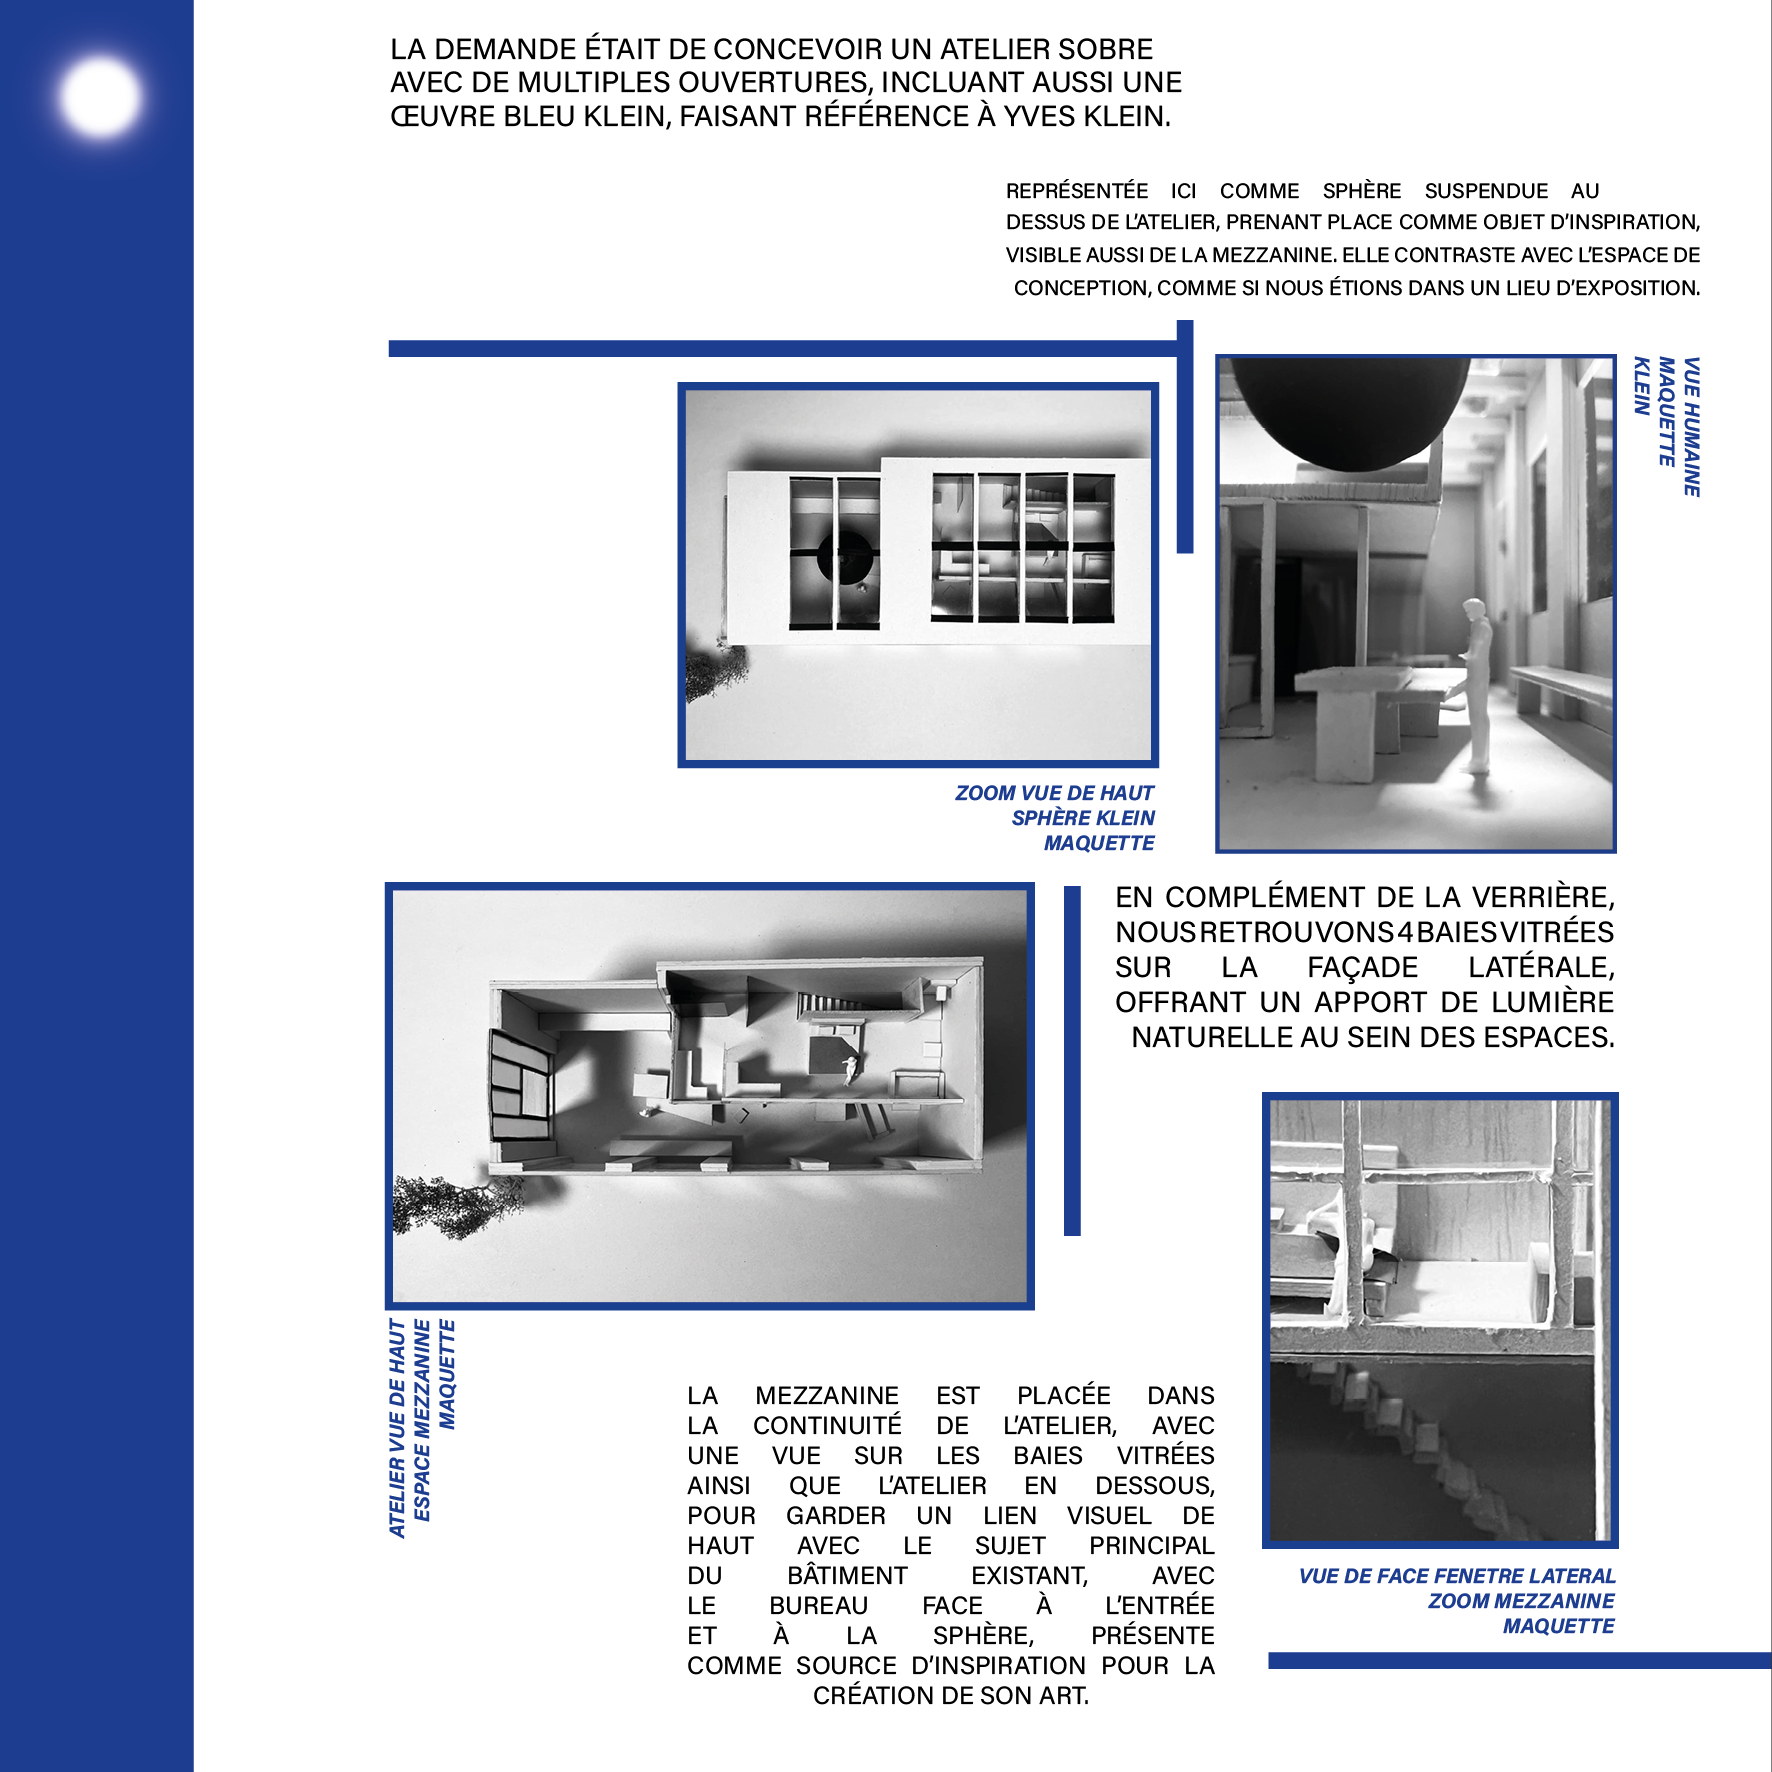 LA DEMANDE ÉTAIT DE CONCEVOIR UN ATELIER SOBRE
AVEC DE MULTIPLES OUVERTURES, INCLUANT AUSSI UNE
ŒUVRE BLEU KLEIN, FAISANT RÉFÉRENCE À YVES KLEIN.
REPRÉSENTÉE ICI COMME SPHÈRE SUSPENDUE AU
DESSUS DE L'ATELIER, PRENANT PLACE COMME OBJET D'INSPIRATION,
VISIBLE AUSSI DE LA MEZZANINE. ELLE CONTRASTE AVEC L'ESPACE DE
CONCEPTION, COMME SI NOUS ÉTIONS DANS UN LIEU D'EXPOSITION.
VUE HUMAINE
MAQUETTE
KLEIN
ZOOM VUE DE HAUT
SPHÈRE KLEIN
MAQUETTE
EN COMPLÉMENT DE LA VERRIÈRE,
NOUS RETROUVONS 4 BAIES VITRÉES
SUR LA FAÇADE LATÉRALE,
OFFRANT UN APPORT DE LUMIÈRE
NATURELLE AU SEIN DES ESPACES.
ATELIER VUE DE HAUT
ESPACE MEZZANINE
MAQUETTE
LA MEZZANINE EST PLACÉE DANS
LA CONTINUITÉ DE L'ATELIER, AVEC
UNE VUE SUR LES BAIES VITRÉES
AINSI QUE L'ATELIER EN DESSOUS,
POUR GARDER UN LIEN VISUEL DE
HAUT AVEC LE SUJET PRINCIPAL
DU BÂTIMENT EXISTANT, AVEC
LE BUREAU FACE À L'ENTRÉE
ET À LA SPHÈRE, PRÉSENTE
COMME SOURCE D'INSPIRATION POUR LA
CRÉATION DE SON ART.
VUE DE FACE FENETRE LATERAL
ZOOM MEZZANINE
MAQUETTE